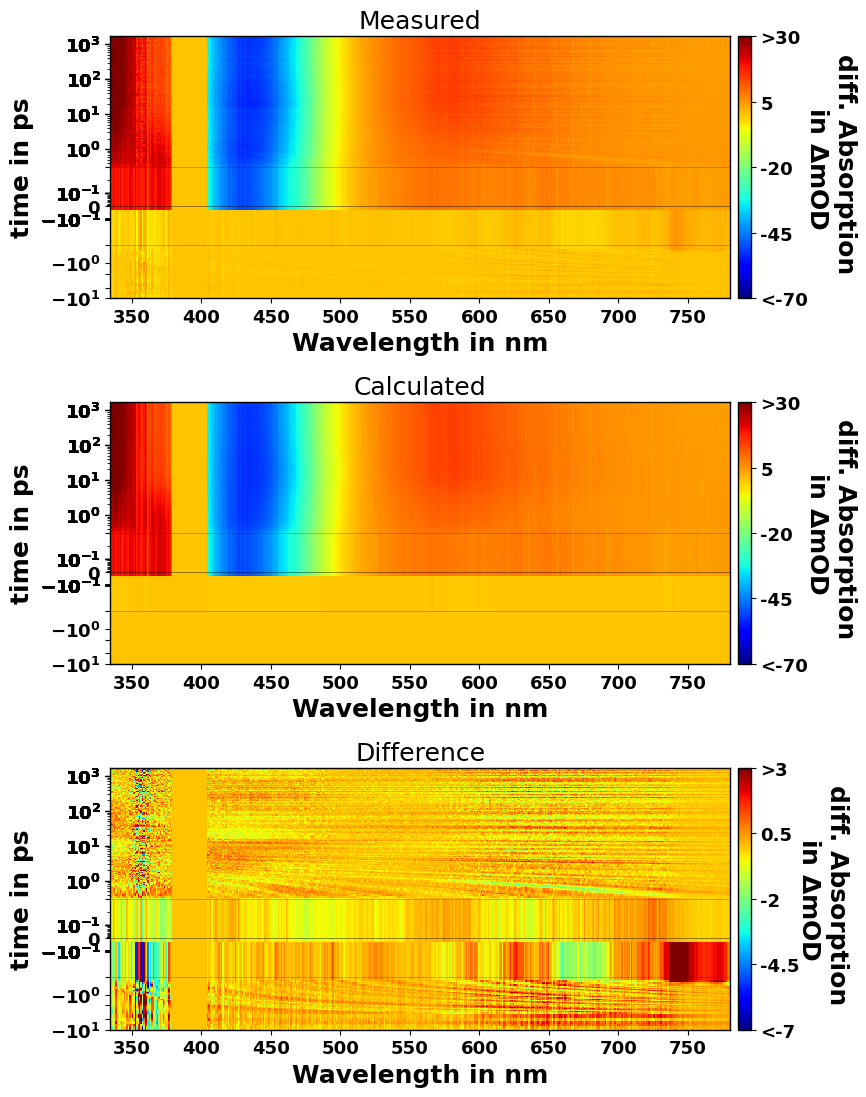 Measured
10³
10²
10¹
10⁰
10⁻¹
0
−10⁻¹
−10⁰
−10¹
time in ps
350 400 450 500 550 600 650 700 750
Wavelength in nm
>30
5
-20
-45
<-70
diff. Absorption
in ΔmOD
Calculated
10³
10²
10¹
10⁰
10⁻¹
0
−10⁻¹
−10⁰
−10¹
time in ps
350 400 450 500 550 600 650 700 750
Wavelength in nm
>30
5
-20
-45
<-70
diff. Absorption
in ΔmOD
Difference
10³
10²
10¹
10⁰
10⁻¹
0
−10⁻¹
−10⁰
−10¹
time in ps
350 400 450 500 550 600 650 700 750
Wavelength in nm
>3
0.5
-2
-4.5
<-7
diff. Absorption
in ΔmOD